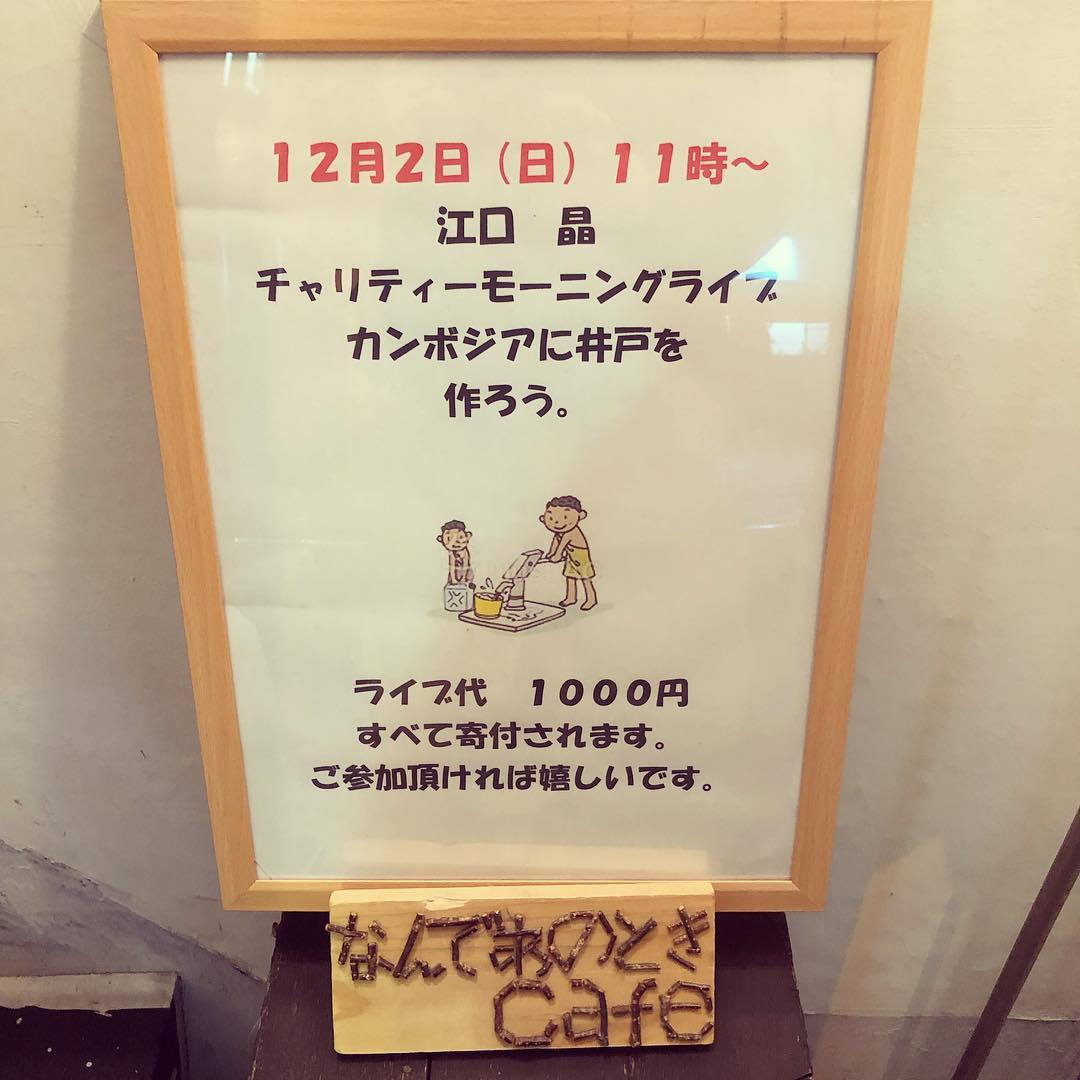 12月2日（日）11時～
江口　晶
チャリティーモーニングライブ
カンボジアに井戸を
作ろう。
ライブ代　1000円
すべて寄付されます。
ご参加頂ければ嬉しいです。
なんであのとき
Cafe